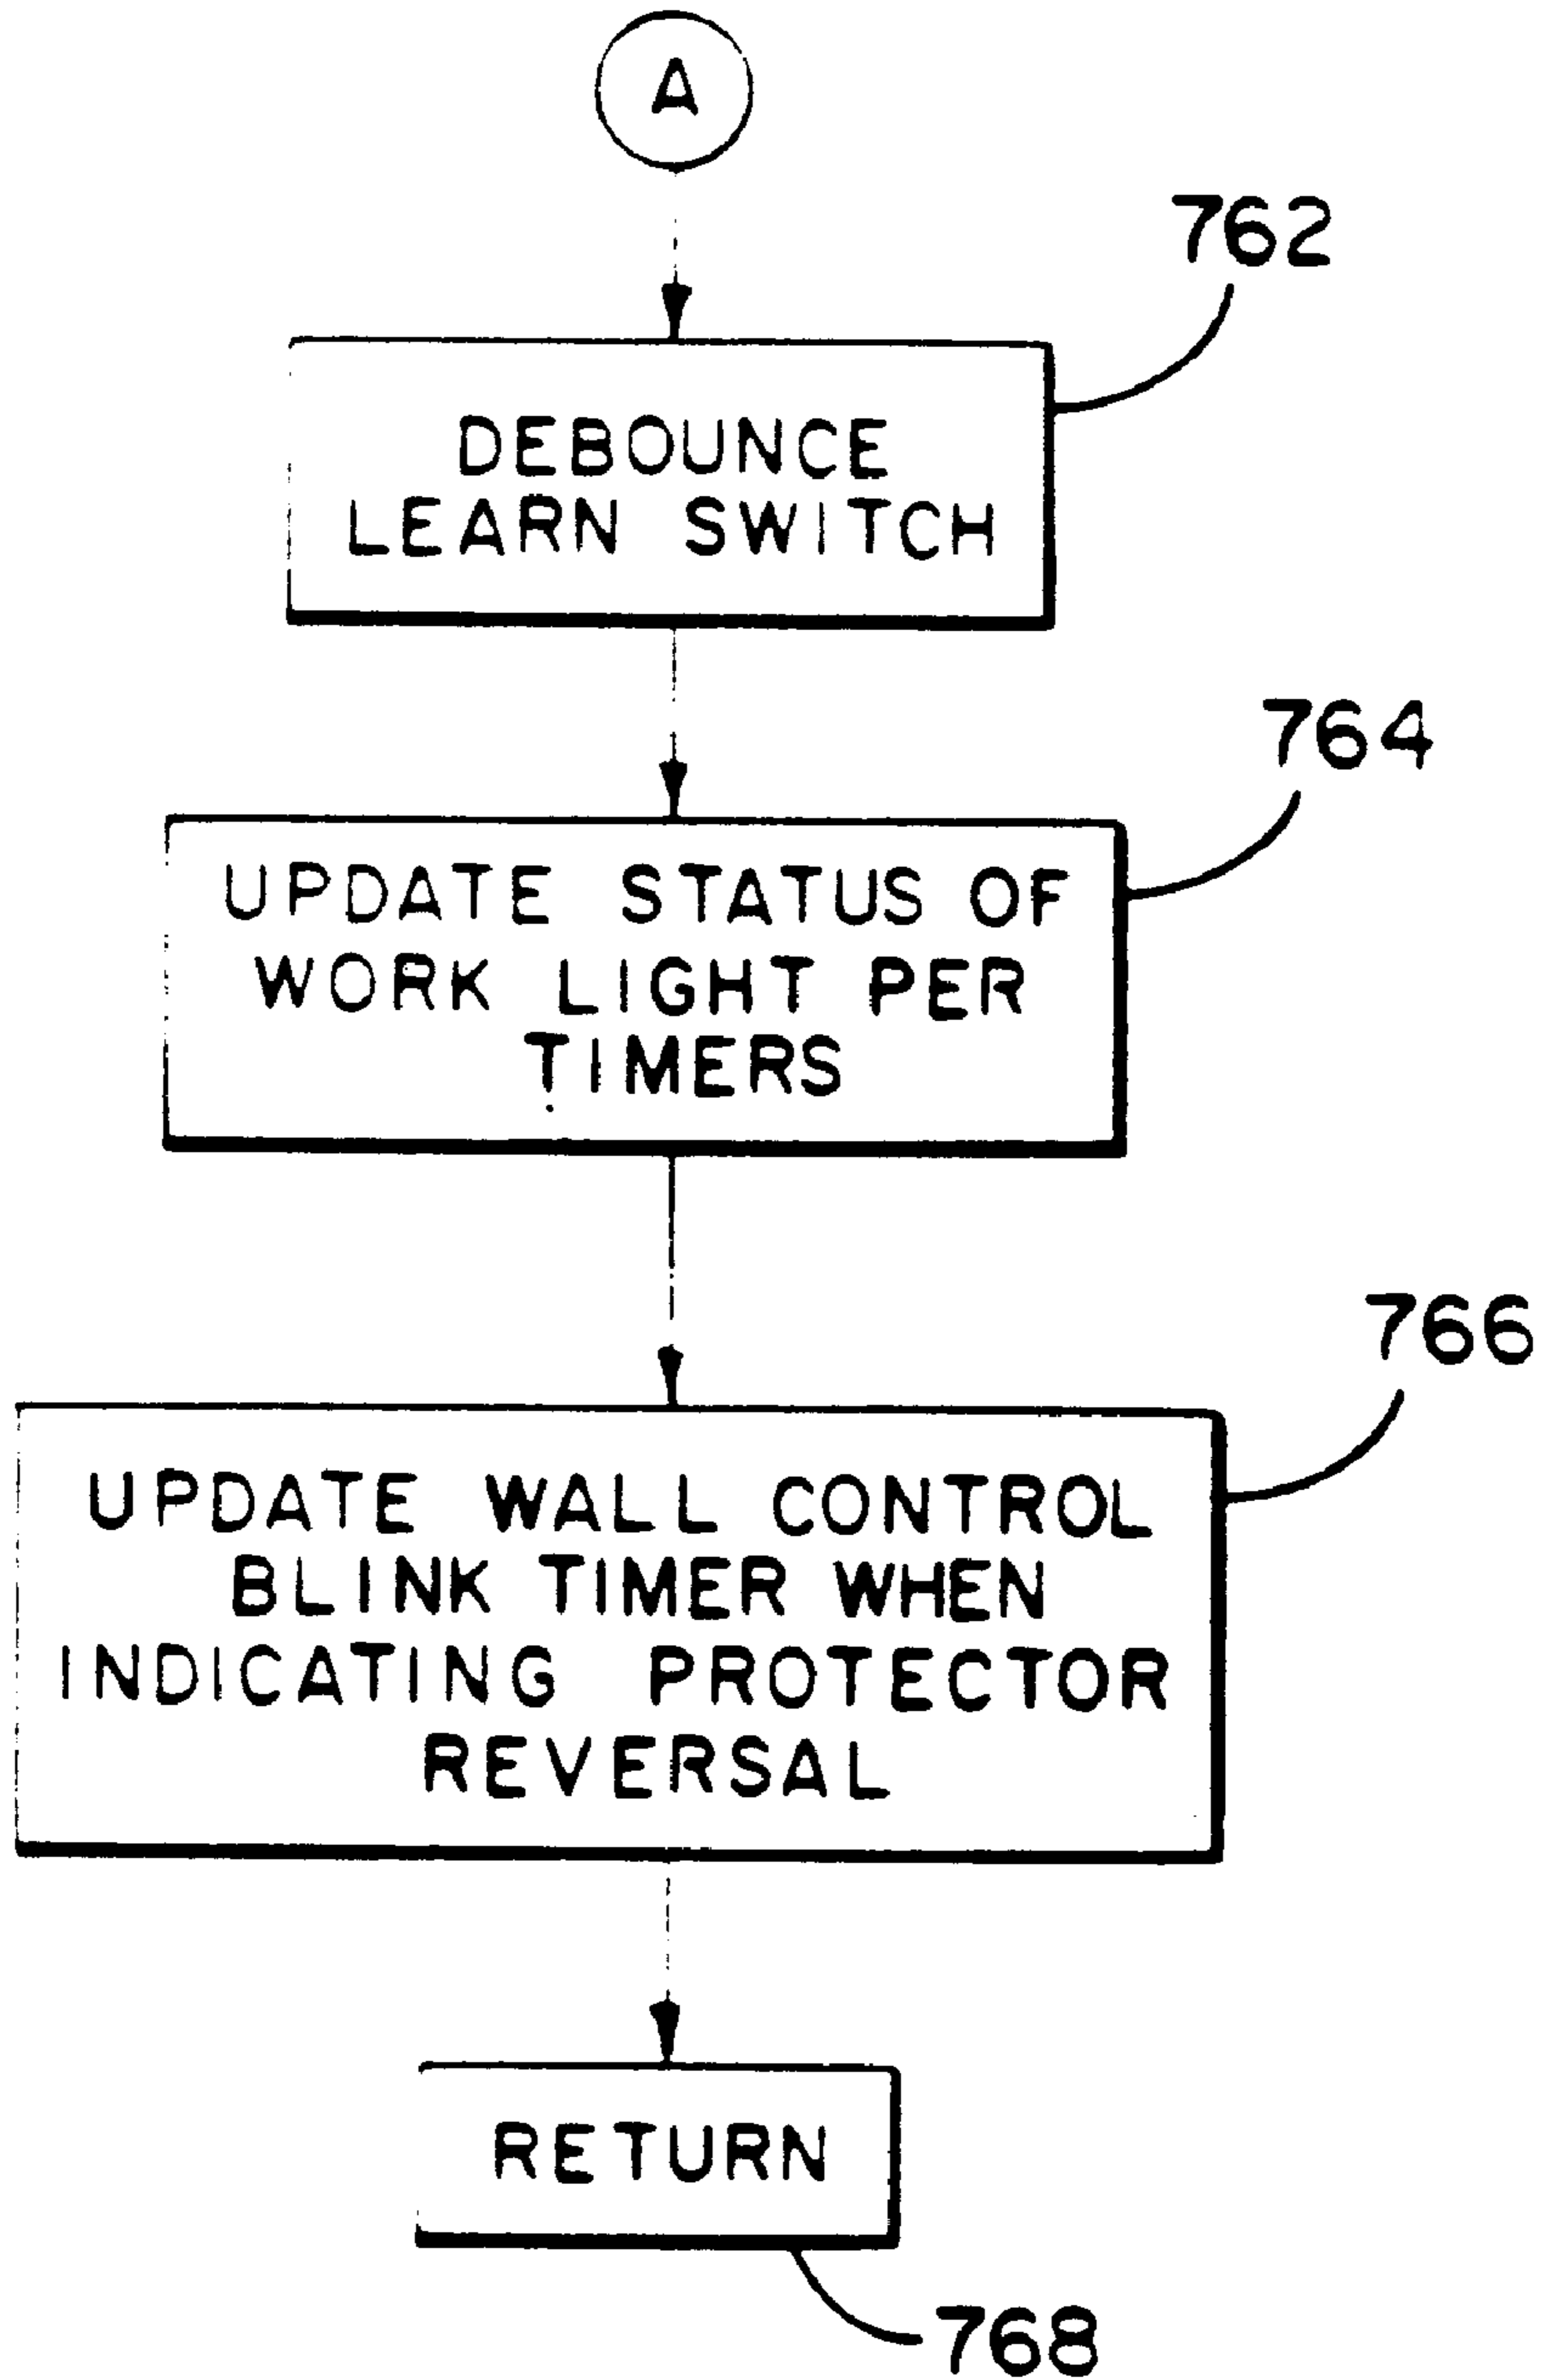 A
762
DEBOUNCE
LEARN SWITCH
764
UPDATE STATUS OF
WORK LIGHT PER
TIMERS
766
UPDATE WALL CONTROL
BLINK TIMER WHEN
INDICATING PROTECTOR
REVERSAL
RETURN
768